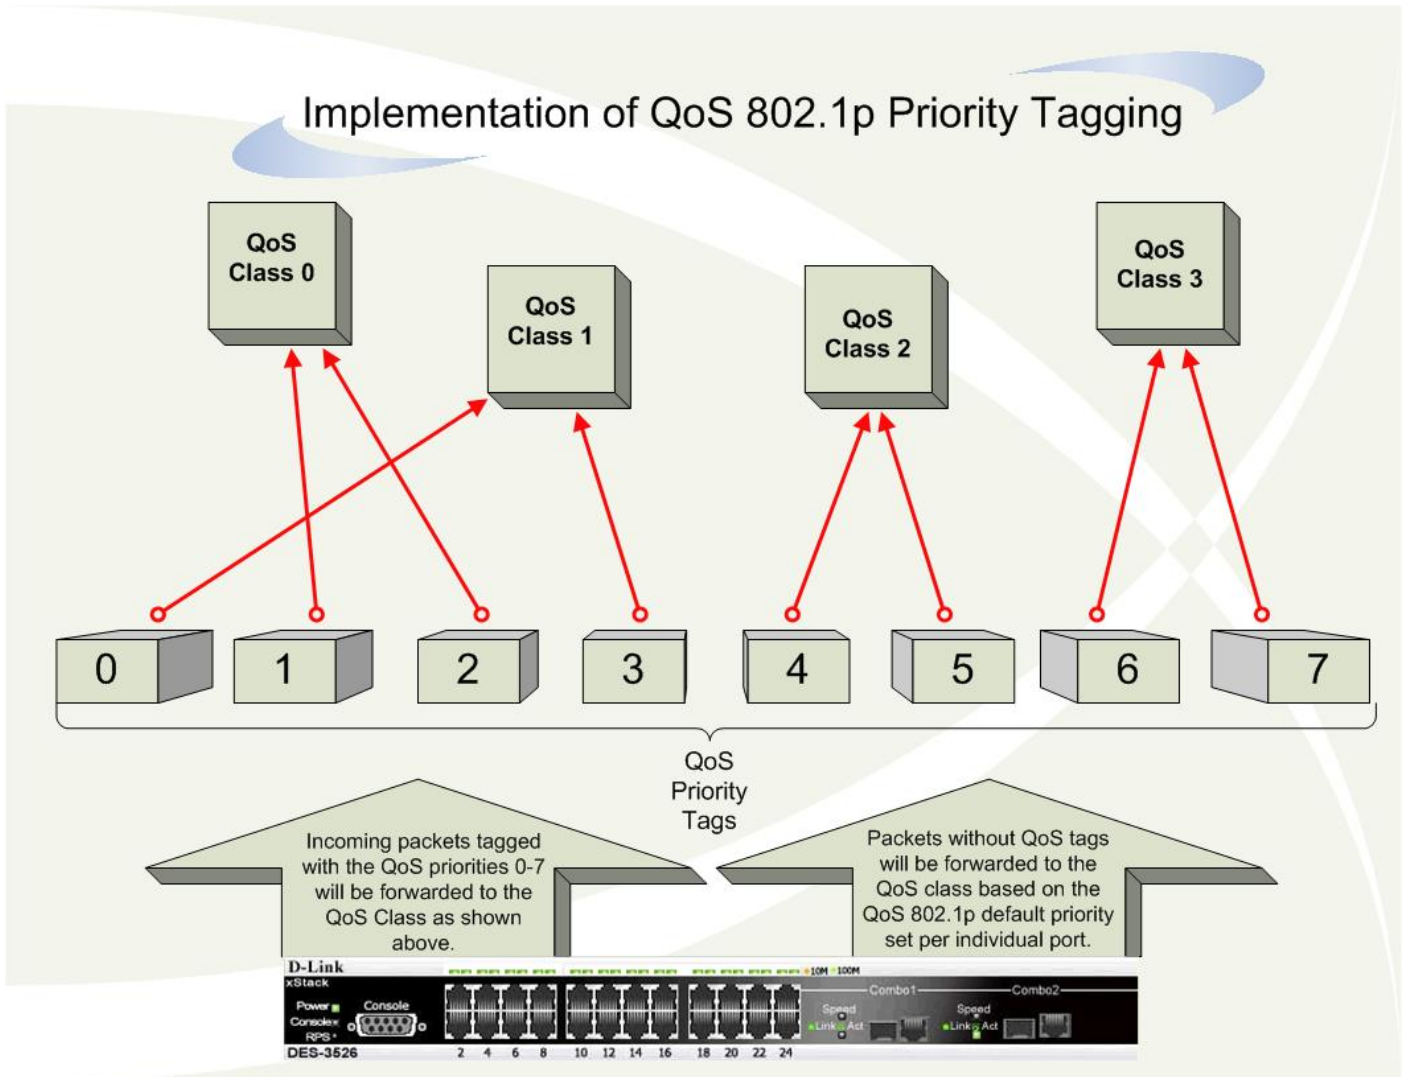 Implementation of QoS 802.1p Priority Tagging
QoS
Class 0
QoS
Class 1
QoS
Class 2
QoS
Class 3
0
1
2
3
4
5
6
7
QoS
Priority
Tags
Incoming packets tagged
with the QoS priorities 0-7
will be forwarded to the
QoS Class as shown
above.
Packets without QoS tags
will be forwarded to the
QoS class based on the
QoS 802.1p default priority
set per individual port.
D-Link
xStack
10M 100M
Power
Console
Console
RPS
Combo1
Combo2
Speed
Link Act
Speed
Link Act
DES-3526
2 4 6 8 10 12 14 16 18 20 22 24